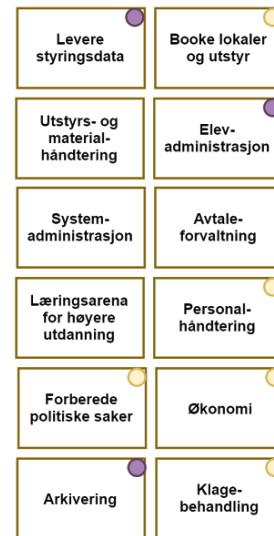 Levere
styringsdata
Booke lokaler
og utstyr
Utstyrs- og
material-
håndtering
Elev-
administrasjon
System-
administrasjon
Avtale-
forvaltning
Læringsarena
for høyere
utdanning
Personal-
håndtering
Forberede
politiske saker
Økonomi
Arkivering
Klage-
behandling